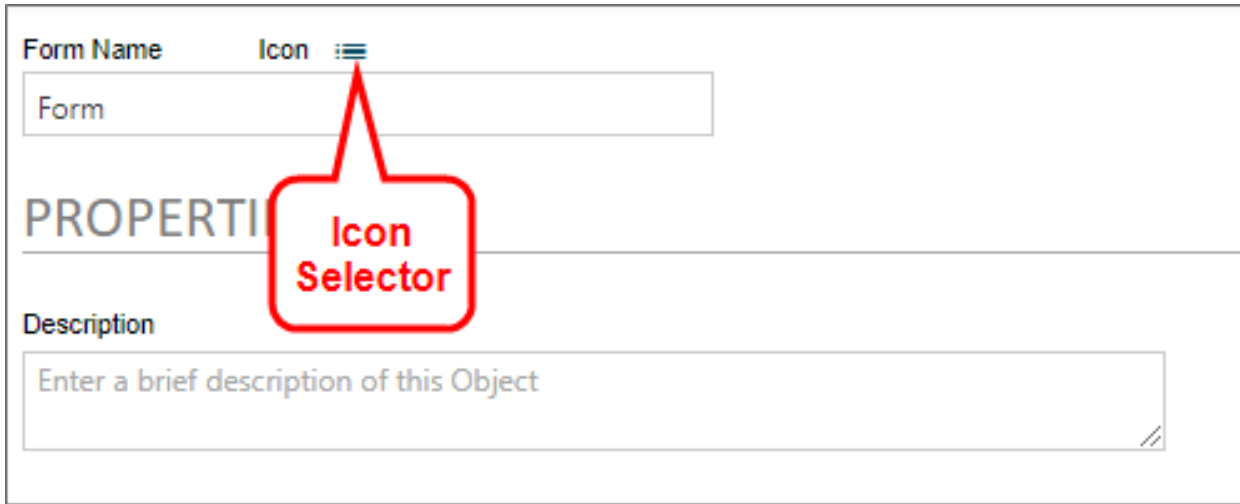 Form Name Icon
Form
PROPERTI
Icon
Selector
Description
Enter a brief description of this Object